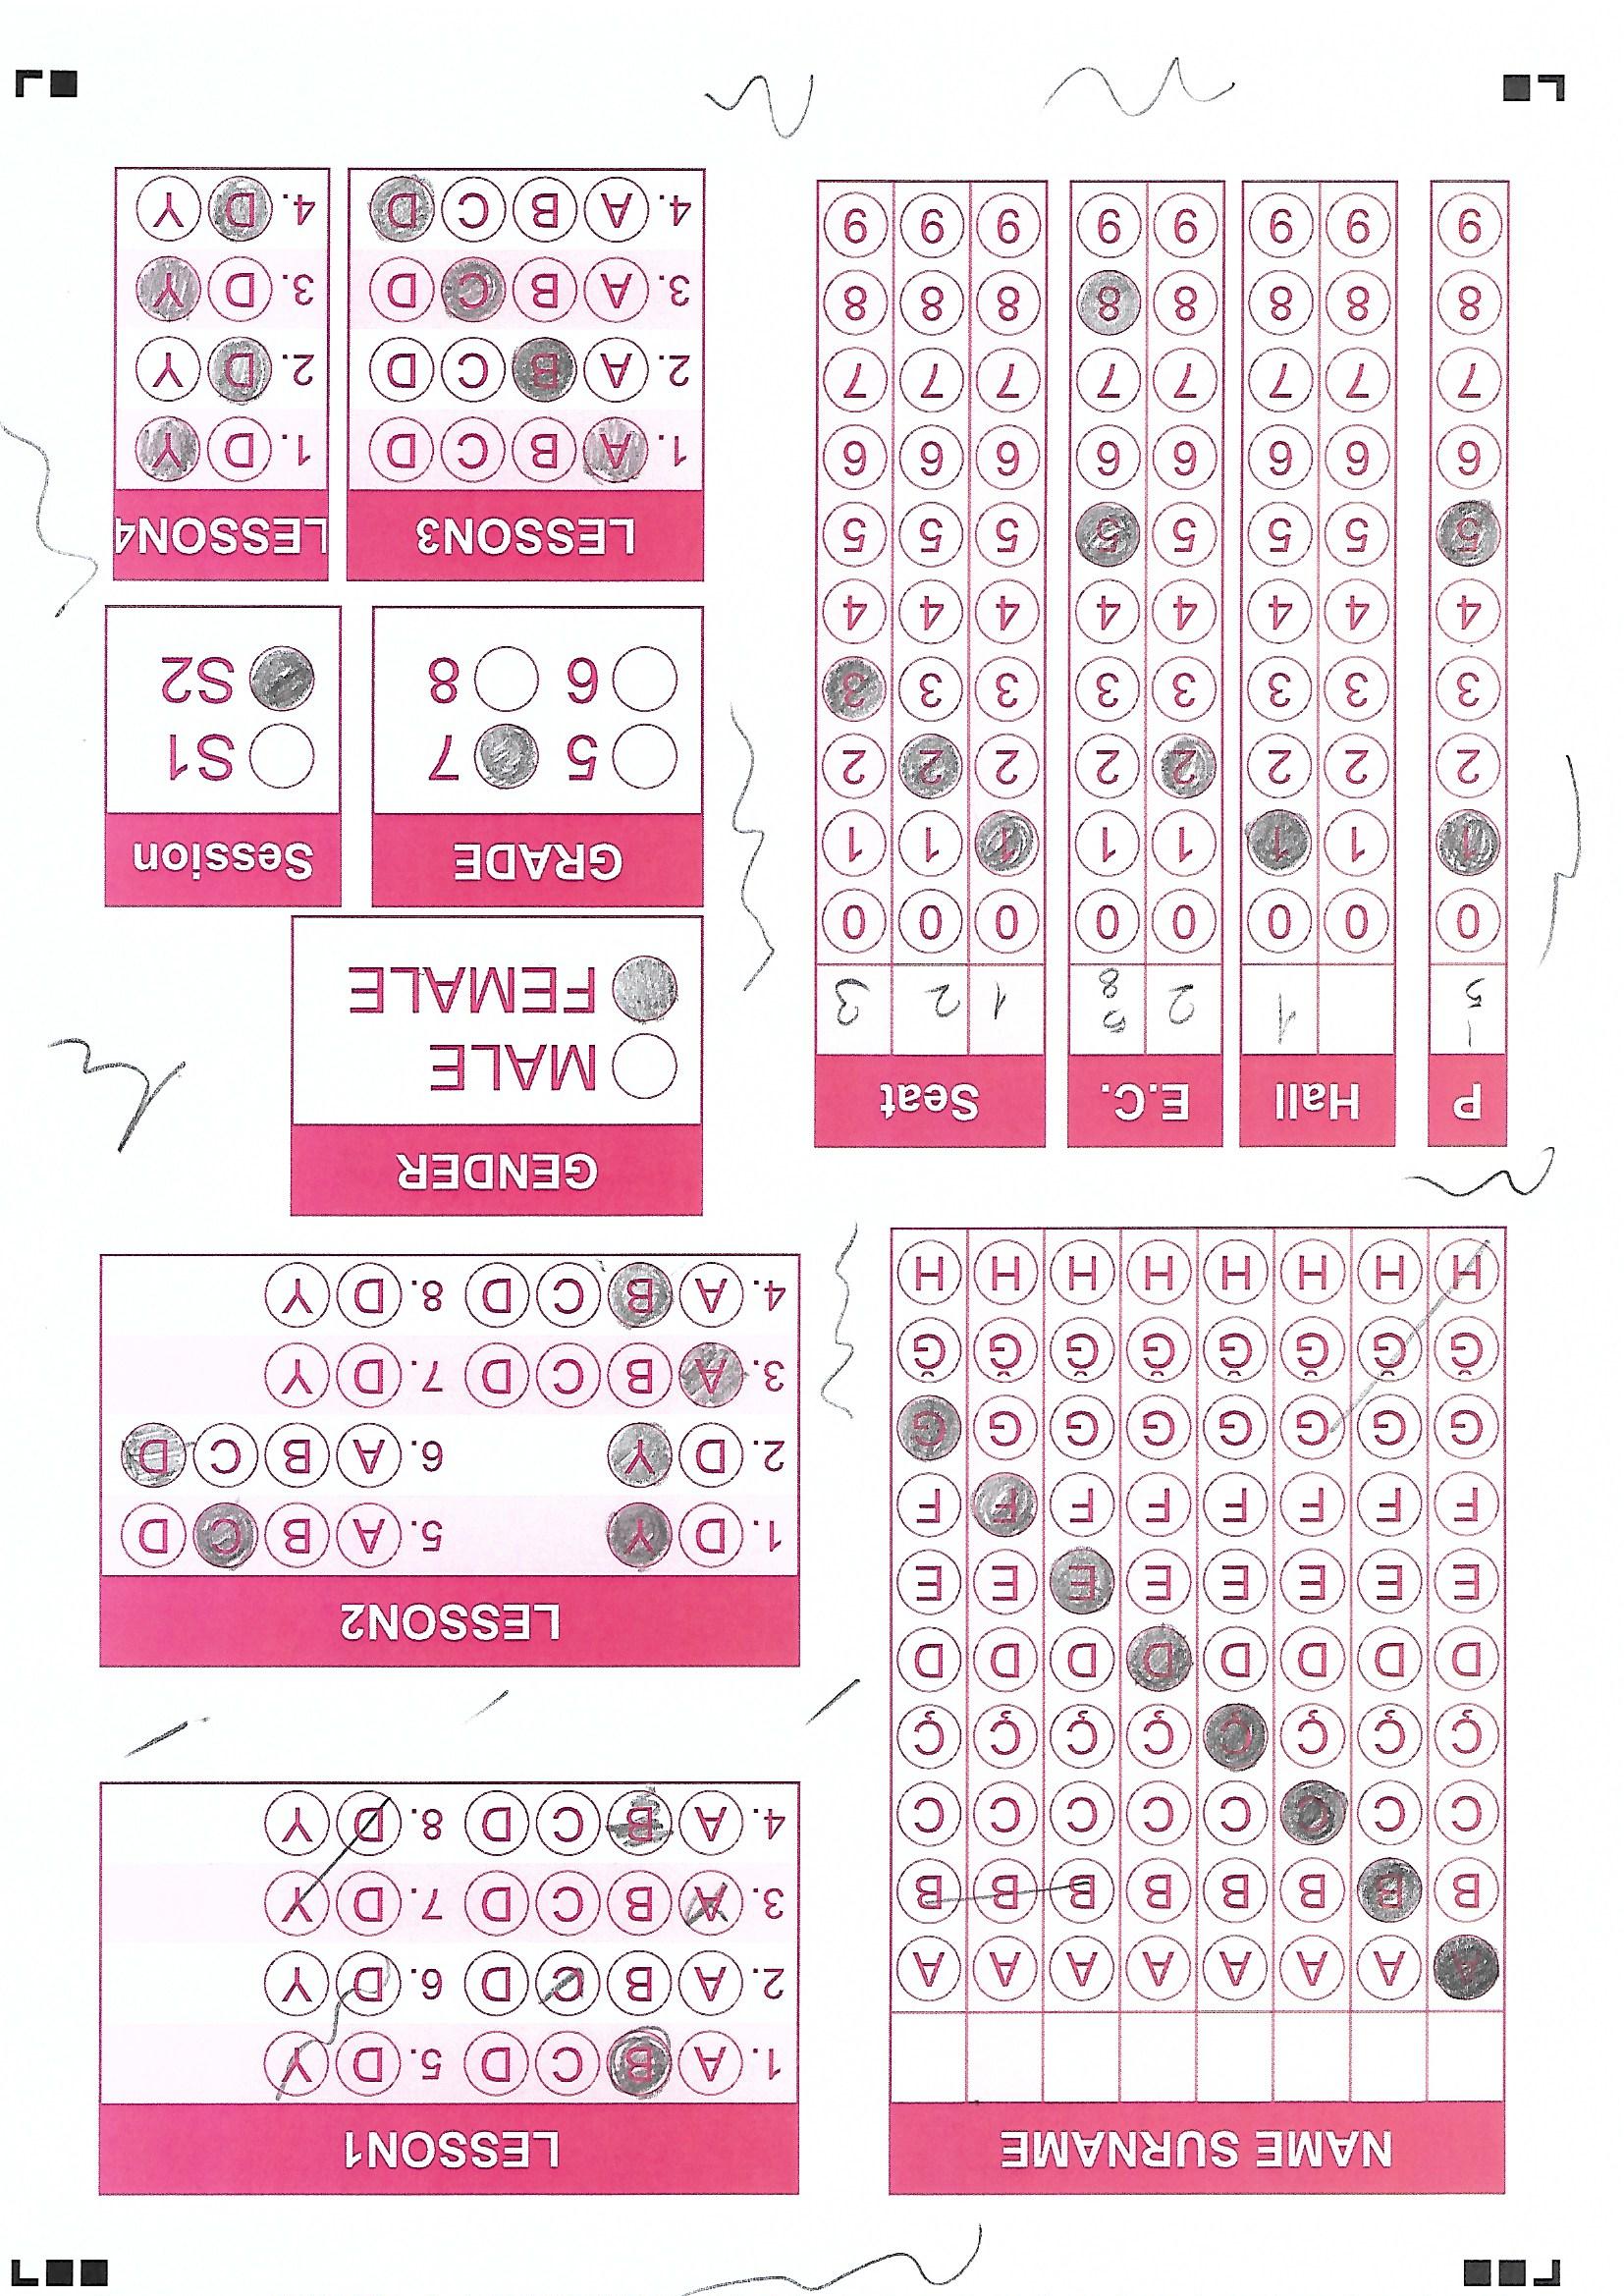 NAME SURNAME
A A A A A A A A
B B B B B B B B
C C C C C C C C
Ç Ç Ç Ç Ç Ç Ç Ç
D D D D D D D D
E E E E E E E E
F F F F F F F F
G G G G G G G G
Ğ Ğ Ğ Ğ Ğ Ğ Ğ Ğ
H H H H H H H H
LESSON1
1. A B C D 5. D Y
2. A B C D 6. D Y
3. A B C D 7. D Y
4. A B C D 8. D Y
LESSON2
1. D Y 5. A B C D
2. D Y 6. A B C D
3. A B C D 7. D Y
4. A B C D 8. D Y
P Hall E.C. Seat
5 1 2 5 8 1 2 3
0 0 0 0 0 0 0 0
1 1 1 1 1 1 1 1
2 2 2 2 2 2 2 2
3 3 3 3 3 3 3 3
4 4 4 4 4 4 4 4
5 5 5 5 5 5 5 5
6 6 6 6 6 6 6 6
7 7 7 7 7 7 7 7
8 8 8 8 8 8 8 8
9 9 9 9 9 9 9 9
GENDER
MALE
FEMALE
GRADE
5 7
6 8
Session
S1
S2
LESSON3
1. A B C D
2. A B C D
3. A B C D
4. A B C D
LESSON4
1. D Y
2. D Y
3. D Y
4. D Y